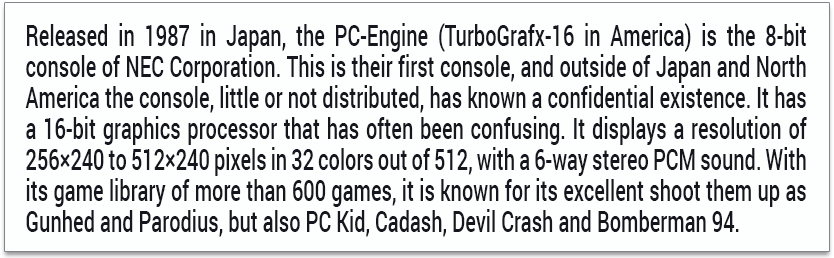 Released in 1987 in Japan, the PC-Engine (TurboGrafx-16 in America) is the 8-bit
console of NEC Corporation. This is their first console, and outside of Japan and North
America the console, little or not distributed, has known a confidential existence. It has
a 16-bit graphics processor that has often been confusing. It displays a resolution of
256×240 to 512×240 pixels in 32 colors out of 512, with a 6-way stereo PCM sound. With
its game library of more than 600 games, it is known for its excellent shoot them up as
Gunhed and Parodius, but also PC Kid, Cadash, Devil Crash and Bomberman 94.